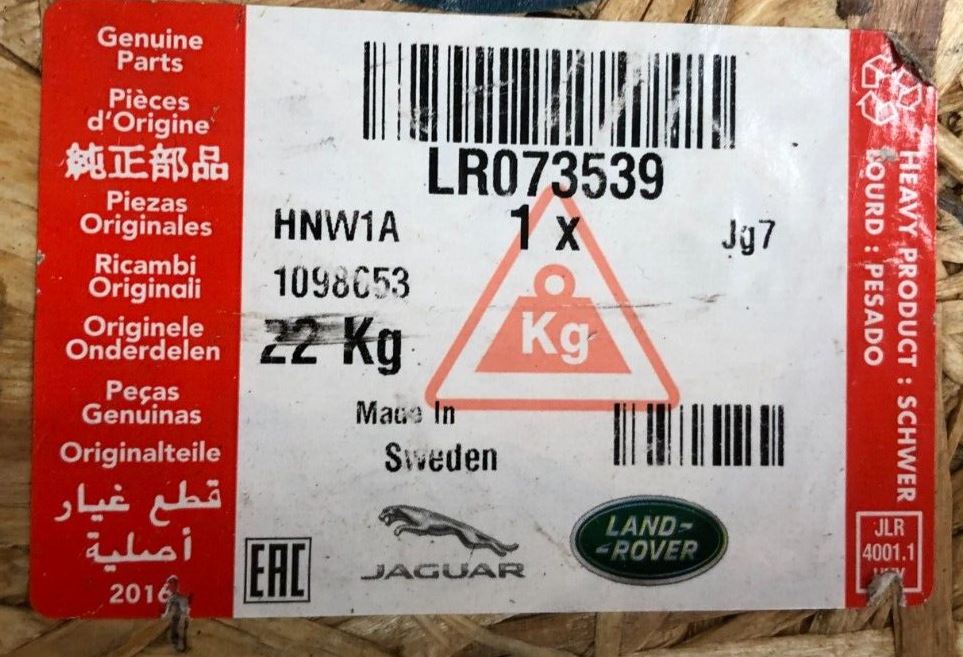 Genuine
Parts
Pièces
d'Origine
純正部品
Piezas
Originales
Ricambi
Originali
Originele
Onderdelen
Peças
Genuinas
Originalteile
قطع غيار
أصلية
2016
LR073539
HNW1A
1 x
Jg7
1098653
22 Kg
Kg
Made In
Sweden
EAC
JAGUAR
LAND-
-ROVER
HEAVY PRODUCT : SCHWER
LOURD : PESADO
JLR
4001.1